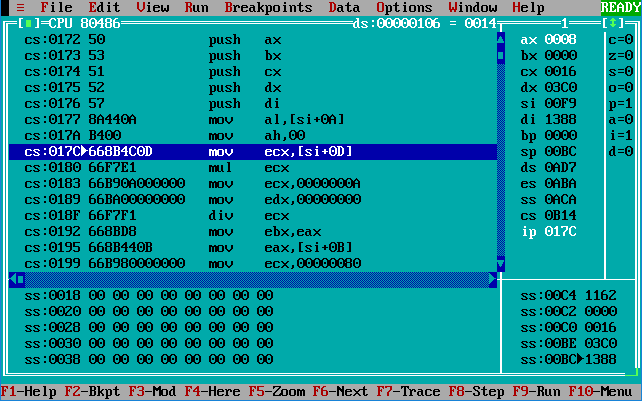 ≡ File Edit View Run Breakpoints Data Options Window Help READY
[■]=CPU 80486 ds:00000106 = 0014 1 [↕]
cs:0172 50 push ax ax 0008 c=0
cs:0173 53 push bx bx 0000 z=0
cs:0174 51 push cx cx 0016 s=0
cs:0175 52 push dx dx 03C0 o=0
cs:0176 57 push di si 00F9 p=1
cs:0177 8A440A mov al,[si+0A] di 1388 a=0
cs:017A B400 mov ah,00 bp 0000 i=1
cs:017C►668B4C0D mov ecx,[si+0D] sp 00BC d=0
cs:0180 66F7E1 mul ecx ds 0AD7
cs:0183 66B90A000000 mov ecx,0000000A es 0ABA
cs:0189 66BA00000000 mov edx,00000000 ss 0ACA
cs:018F 66F7F1 div ecx cs 0B14
cs:0192 668BD8 mov ebx,eax ip 017C
cs:0195 668B440B mov eax,[si+0B]
cs:0199 66B980000000 mov ecx,00000080
ss:0018 00 00 00 00 00 00 00 00 ss:00C4 1162
ss:0020 00 00 00 00 00 00 00 00 ss:00C2 0000
ss:0028 00 00 00 00 00 00 00 00 ss:00C0 0016
ss:0030 00 00 00 00 00 00 00 00 ss:00BE 03C0
ss:0038 00 00 00 00 00 00 00 00 ss:00BC►1388
F1-Help F2-Bkpt F3-Mod F4-Here F5-Zoom F6-Next F7-Trace F8-Step F9-Run F10-Menu